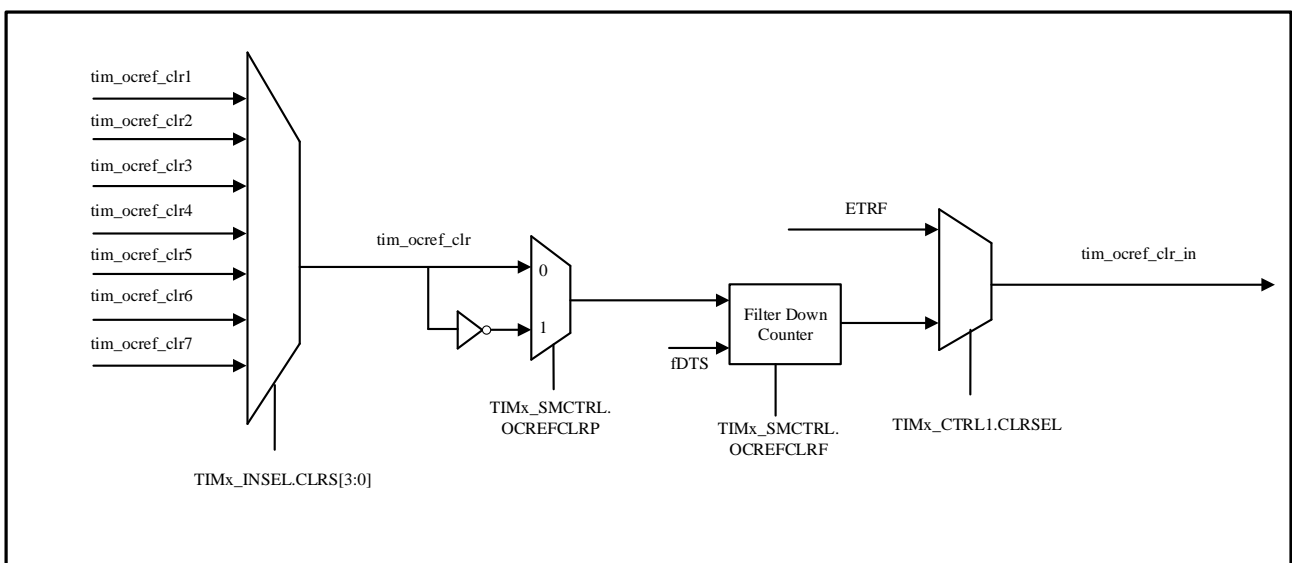 tim_ocref_clr1
tim_ocref_clr2
tim_ocref_clr3
tim_ocref_clr4
tim_ocref_clr5
tim_ocref_clr6
tim_ocref_clr7
TIMx_INSEL.CLRS[3:0]
tim_ocref_clr
0
1
TIMx_SMCTRL.
OCREFCLRP
fDTS
Filter Down
Counter
TIMx_SMCTRL.
OCREFCLRF
ETRF
TIMx_CTRL1.CLRSEL
tim_ocref_clr_in